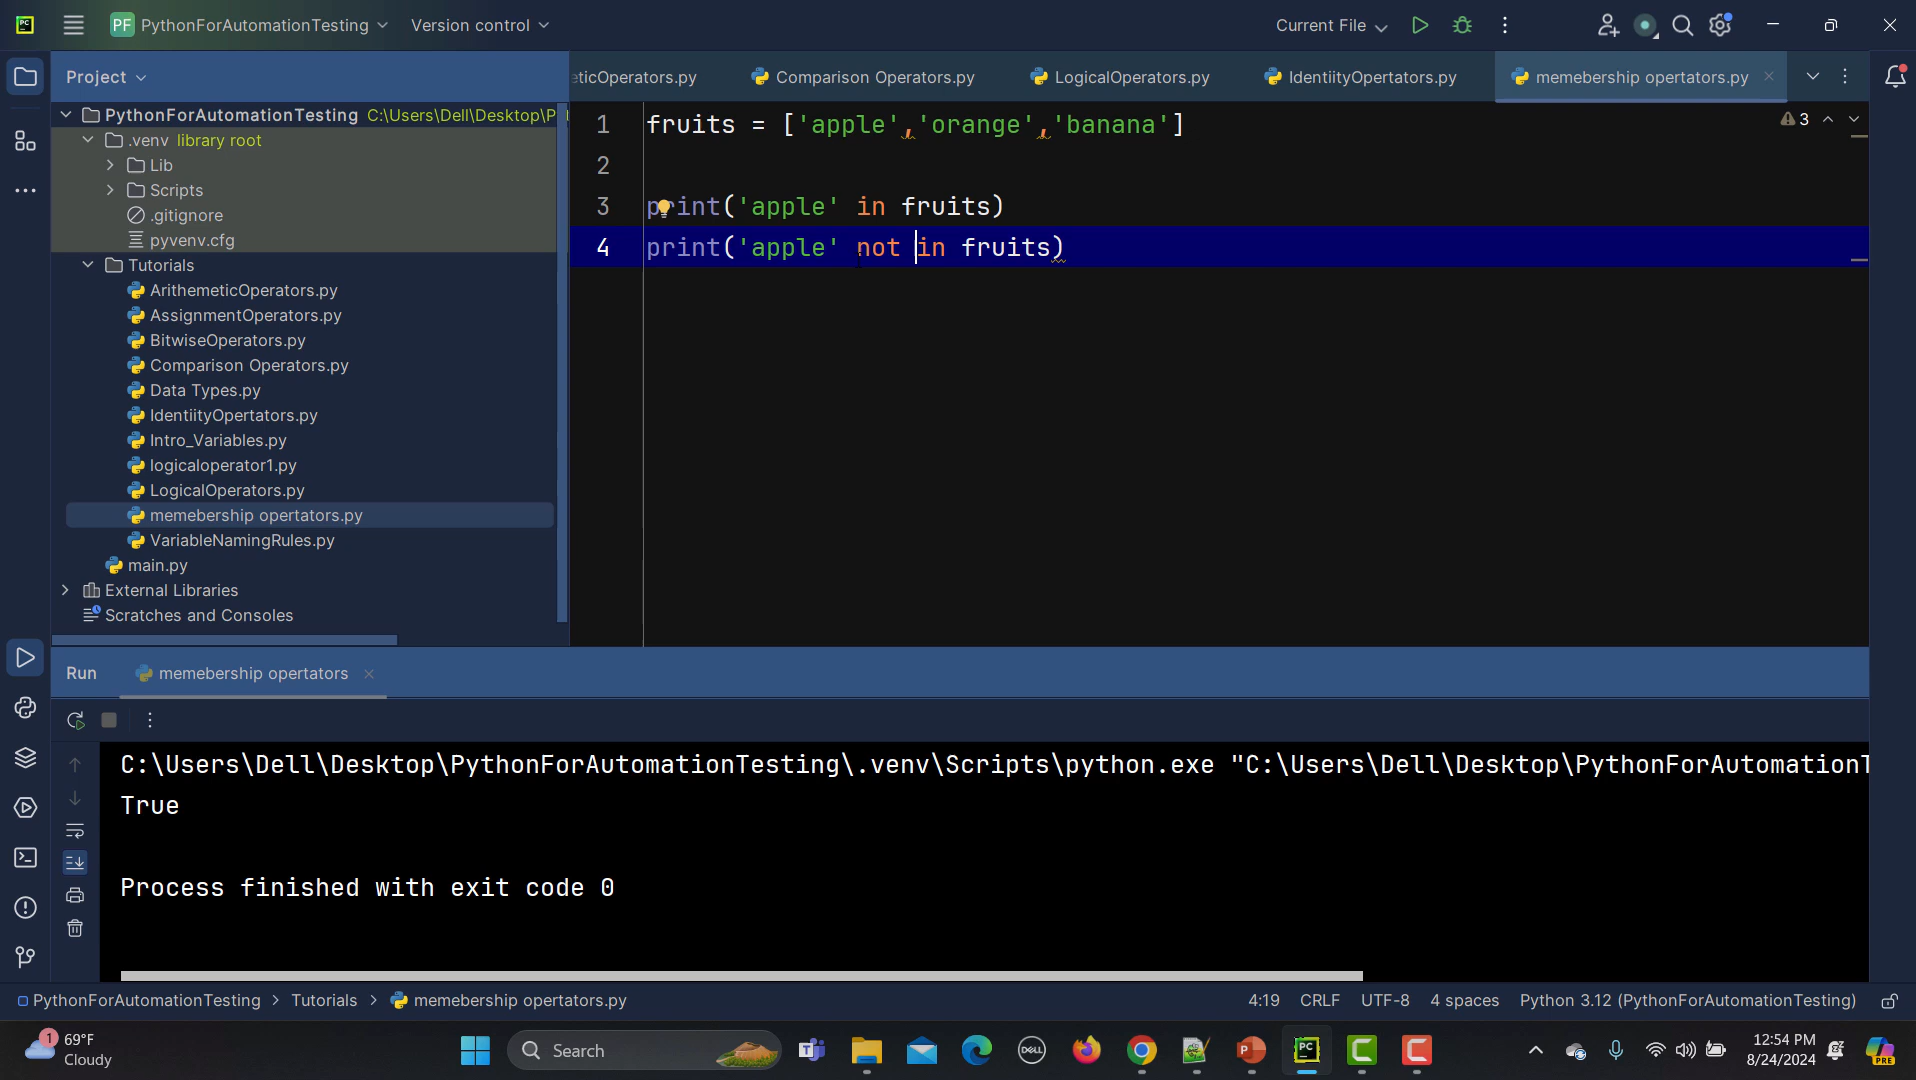 PF PythonForAutomationTesting Version control Current File
Project
eticOperators.py Comparison Operators.py LogicalOperators.py IdentiityOpertators.py memebership opertators.py
PythonForAutomationTesting C:\Users\Dell\Desktop\P
.venv library root
Lib
Scripts
.gitignore
pyvenv.cfg
Tutorials
ArithemeticOperators.py
AssignmentOperators.py
BitwiseOperators.py
Comparison Operators.py
Data Types.py
IdentiityOpertators.py
Intro_Variables.py
logicaloperator1.py
LogicalOperators.py
memebership opertators.py
VariableNamingRules.py
main.py
External Libraries
Scratches and Consoles
1 fruits = ['apple','orange','banana'] 3
2
3 print('apple' in fruits)
4 print('apple' not in fruits)
Run memebership opertators
C:\Users\Dell\Desktop\PythonForAutomationTesting\.venv\Scripts\python.exe "C:\Users\Dell\Desktop\PythonForAutomationT
True
Process finished with exit code 0
PythonForAutomationTesting > Tutorials > memebership opertators.py 4:19 CRLF UTF-8 4 spaces Python 3.12 (PythonForAutomationTesting)
1 69°F
Cloudy
Search
DELL
PRE
12:54 PM
8/24/2024